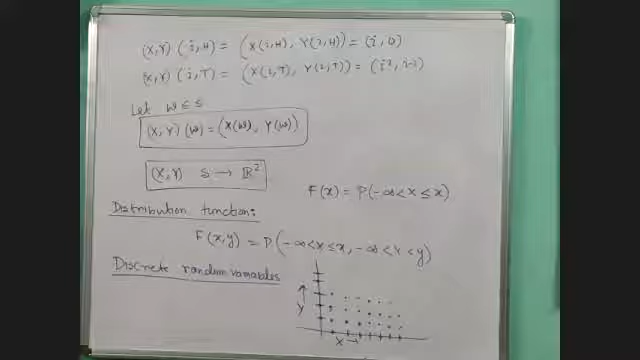 (X,Y) (i,H) = (X(i,H), Y(i,H)) = (i, 0)
(X,Y) (i,T) = (X(i,T), Y(i,T)) = (i², i-1)
Let w ∈ S
(X,Y) (w) = (X(w), Y(w))
(X,Y) S → ℝ²
F(x) = P(-∞ < X ≤ x)
Distribution function:
F(x,y) = P(-∞ < X ≤ x, -∞ < Y < y)
Discrete random variables
Y
X →